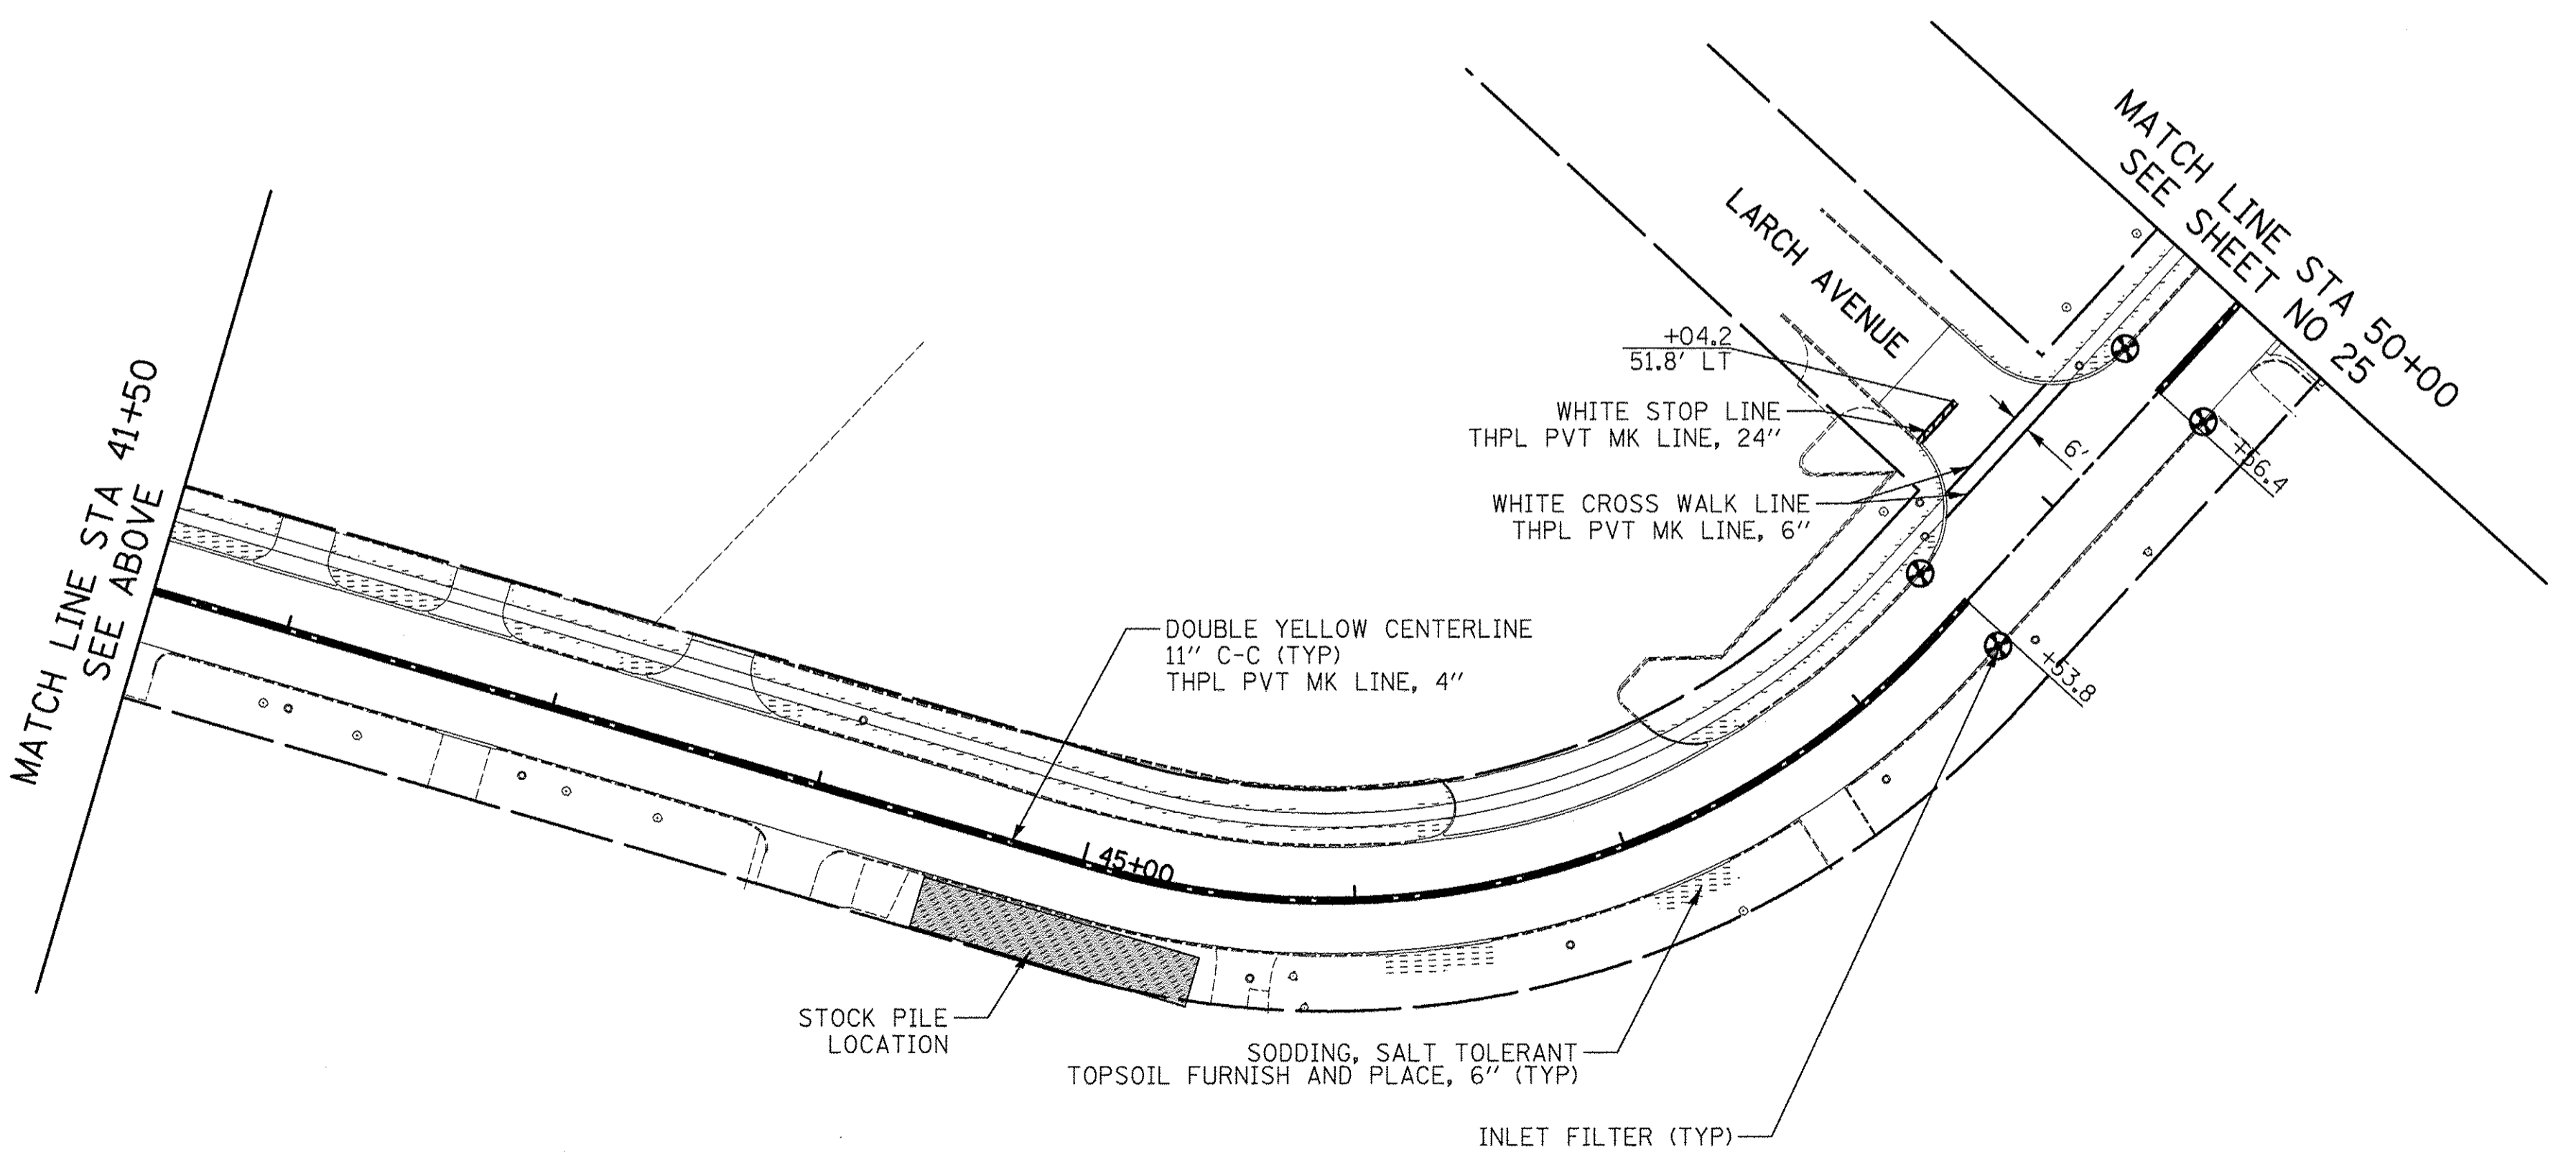 MATCH LINE STA 50+00
SEE SHEET NO 25
LARCH AVENUE
+04.2
51.8' LT
WHITE STOP LINE
THPL PVT MK LINE, 24"
6'
+66.4
WHITE CROSS WALK LINE
THPL PVT MK LINE, 6"
MATCH LINE STA 41+50
SEE ABOVE
DOUBLE YELLOW CENTERLINE
11" C-C (TYP)
THPL PVT MK LINE, 4"
+53.8
45+00
STOCK PILE
LOCATION
SODDING, SALT TOLERANT
TOPSOIL FURNISH AND PLACE, 6" (TYP)
INLET FILTER (TYP)